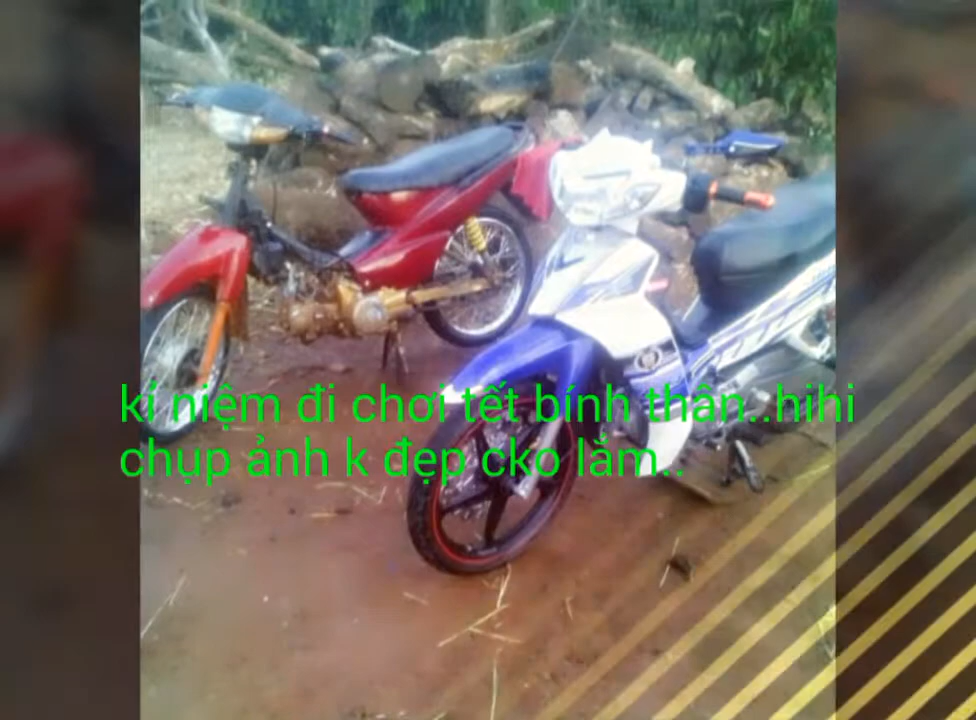 kỉ niệm đi chơi tết bính thân..hihi
chụp ảnh k đẹp cko lắm..